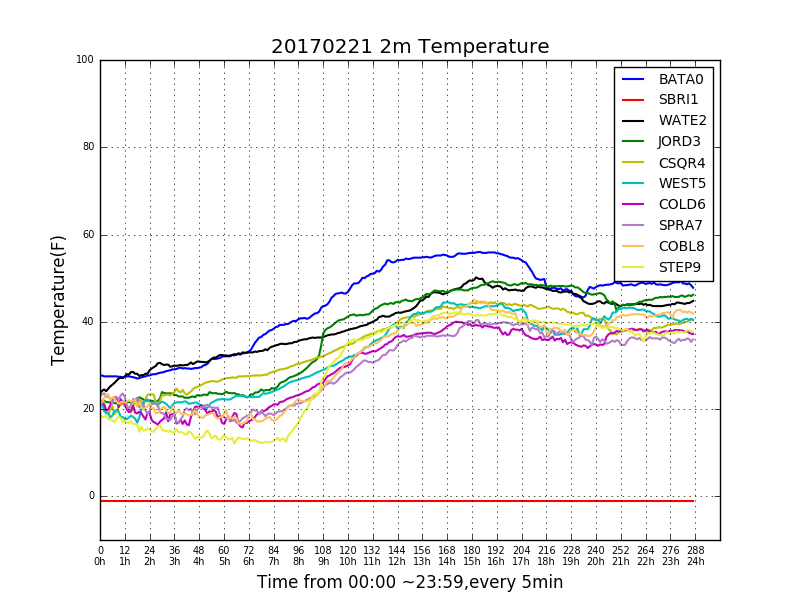 20170221 2m Temperature
100
80
60
40
20
0
Temperature(F)
BATA0
SBRI1
WATE2
JORD3
CSQR4
WEST5
COLD6
SPRA7
COBL8
STEP9
0 12 24 36 48 60 72 84 96 108 120 132 144 156 168 180 192 204 216 228 240 252 264 276 288
0h 1h 2h 3h 4h 5h 6h 7h 8h 9h 10h 11h 12h 13h 14h 15h 16h 17h 18h 19h 20h 21h 22h 23h 24h
Time from 00:00 ~23:59,every 5min